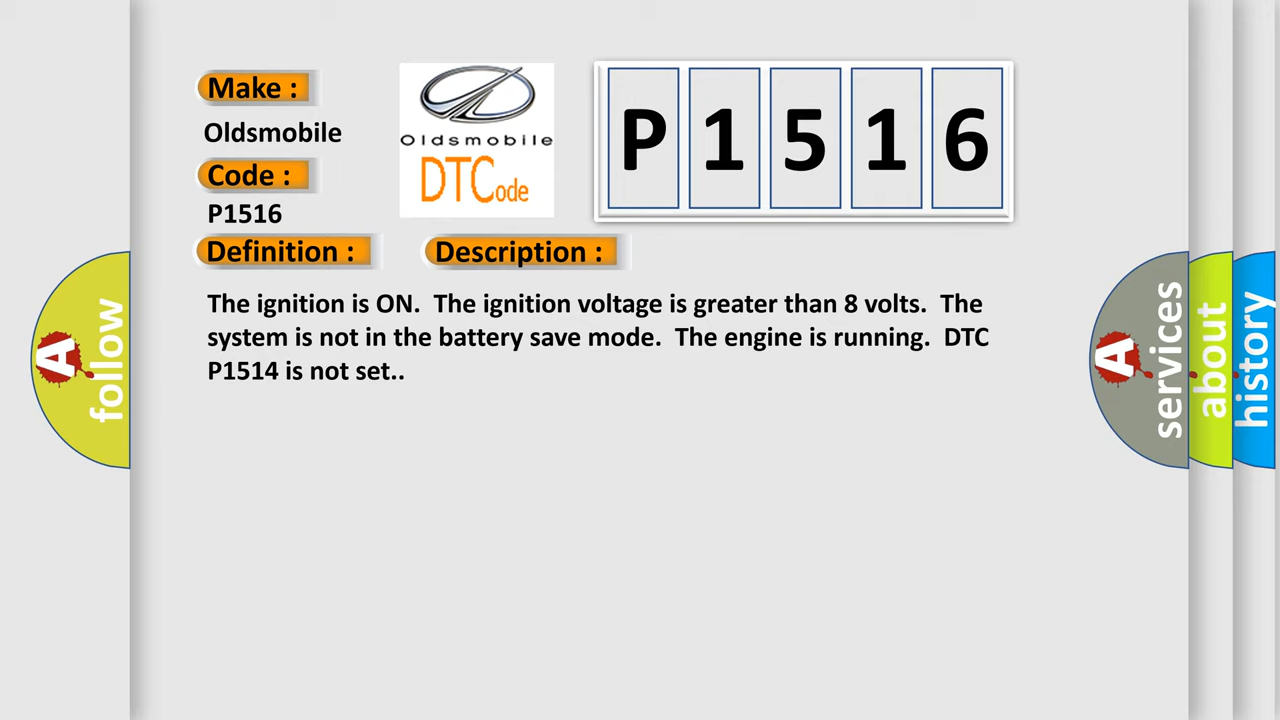 Make :
Oldsmobile
Code :
P1516
Oldsmobile
DTCode
P 1 5 1 6
Definition :
Description :
The ignition is ON. The ignition voltage is greater than 8 volts. The
system is not in the battery save mode. The engine is running. DTC
P1514 is not set..
A follow
A services
about
history